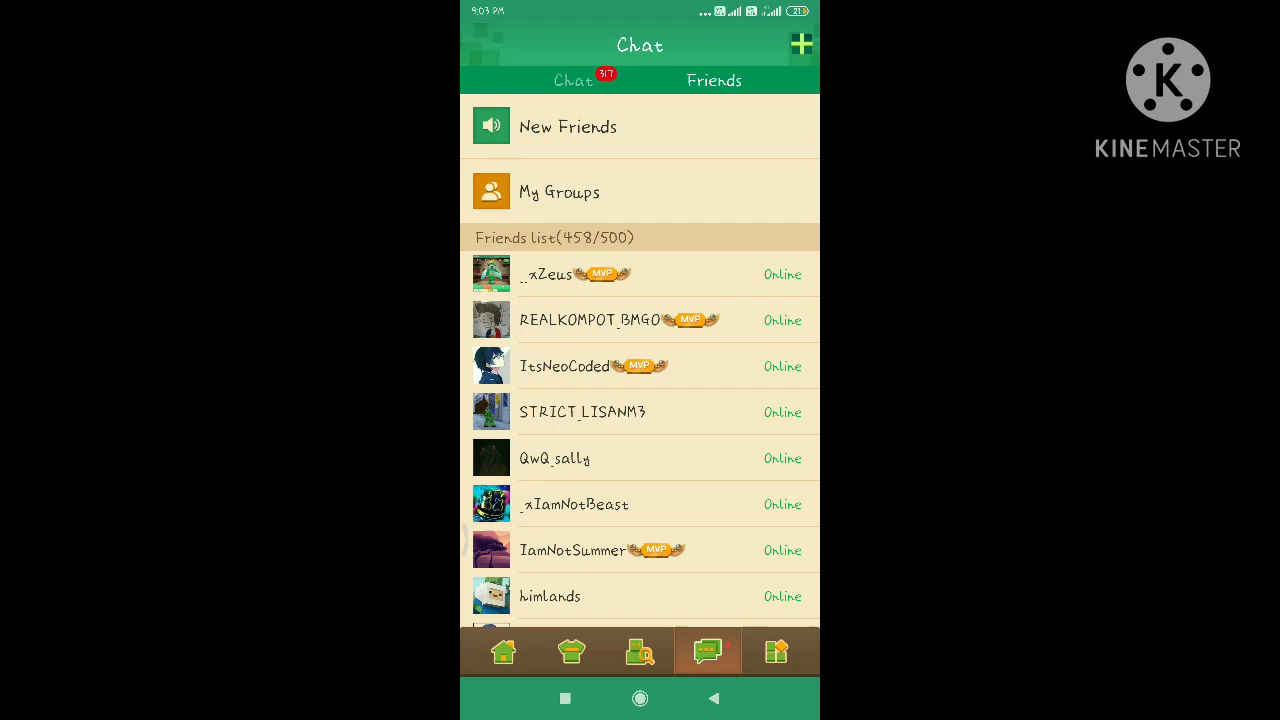 9:03 PM
21
Chat
Chat 317 Friends
New Friends
My Groups
Friends list(458/500)
_xZeus MVP Online
REALKOMPOT_BMGO MVP Online
ItsNeoCoded MVP Online
STRICT_LISANM3 Online
QwQ_sally Online
_xIamNotBeast Online
IamNotSummer MVP Online
himlands Online
K
KINEMASTER